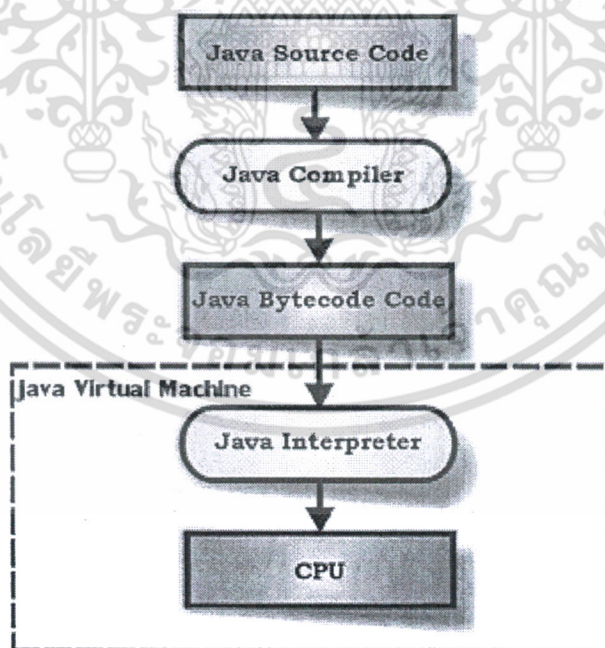 Java Source Code
Java Compiler
Java Bytecode Code
Java Virtual Machine
Java Interpreter
CPU